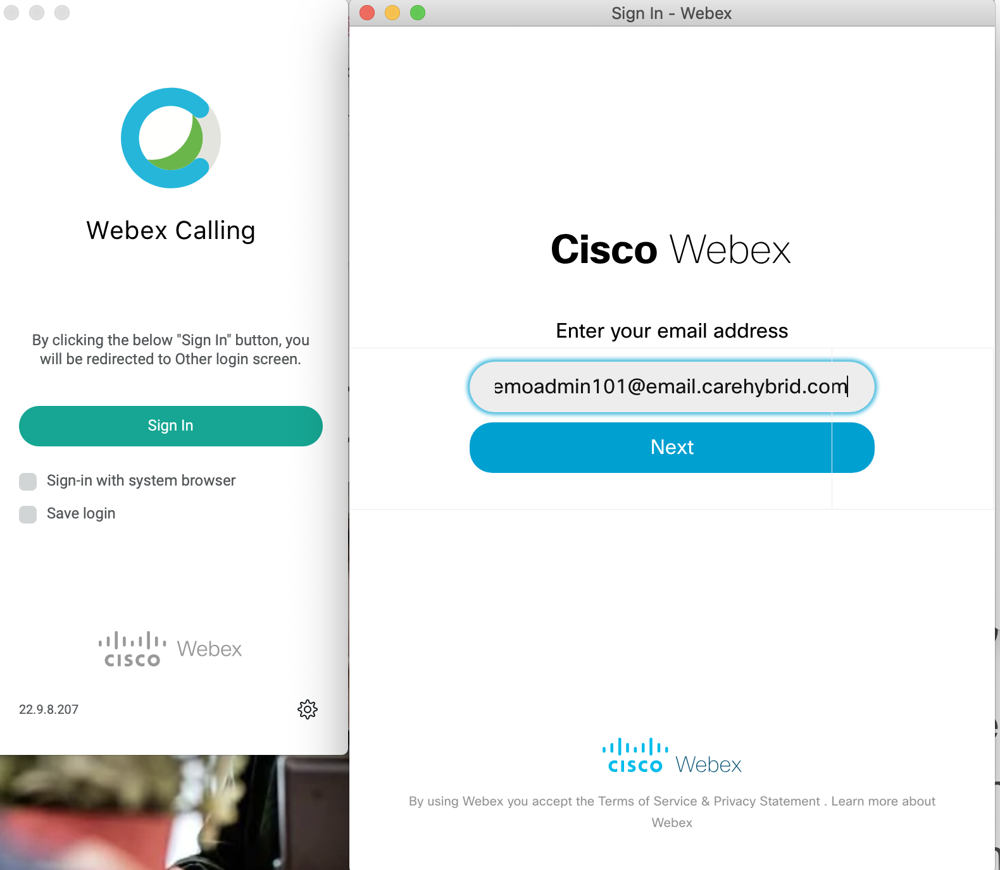 Webex Calling
By clicking the below "Sign In" button, you
will be redirected to Other login screen.
Sign In
Sign-in with system browser
Save login
CISCO Webex
22.9.8.207
Sign In - Webex
Cisco Webex
Enter your email address
emoadmin101@email.carehybrid.com
Next
CISCO Webex
By using Webex you accept the Terms of Service & Privacy Statement . Learn more about
Webex